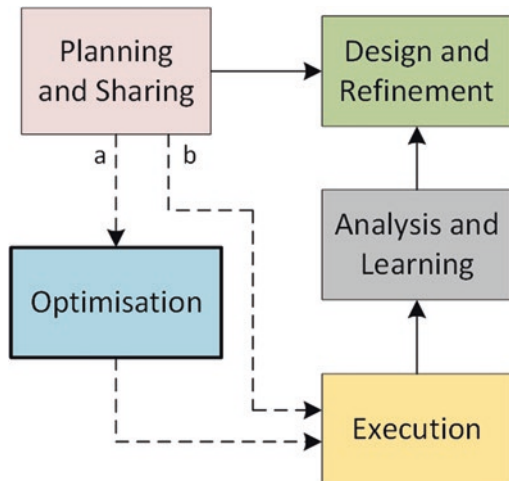 Planning
and Sharing
Design and
Refinement
a
b
Analysis and
Learning
Optimisation
Execution